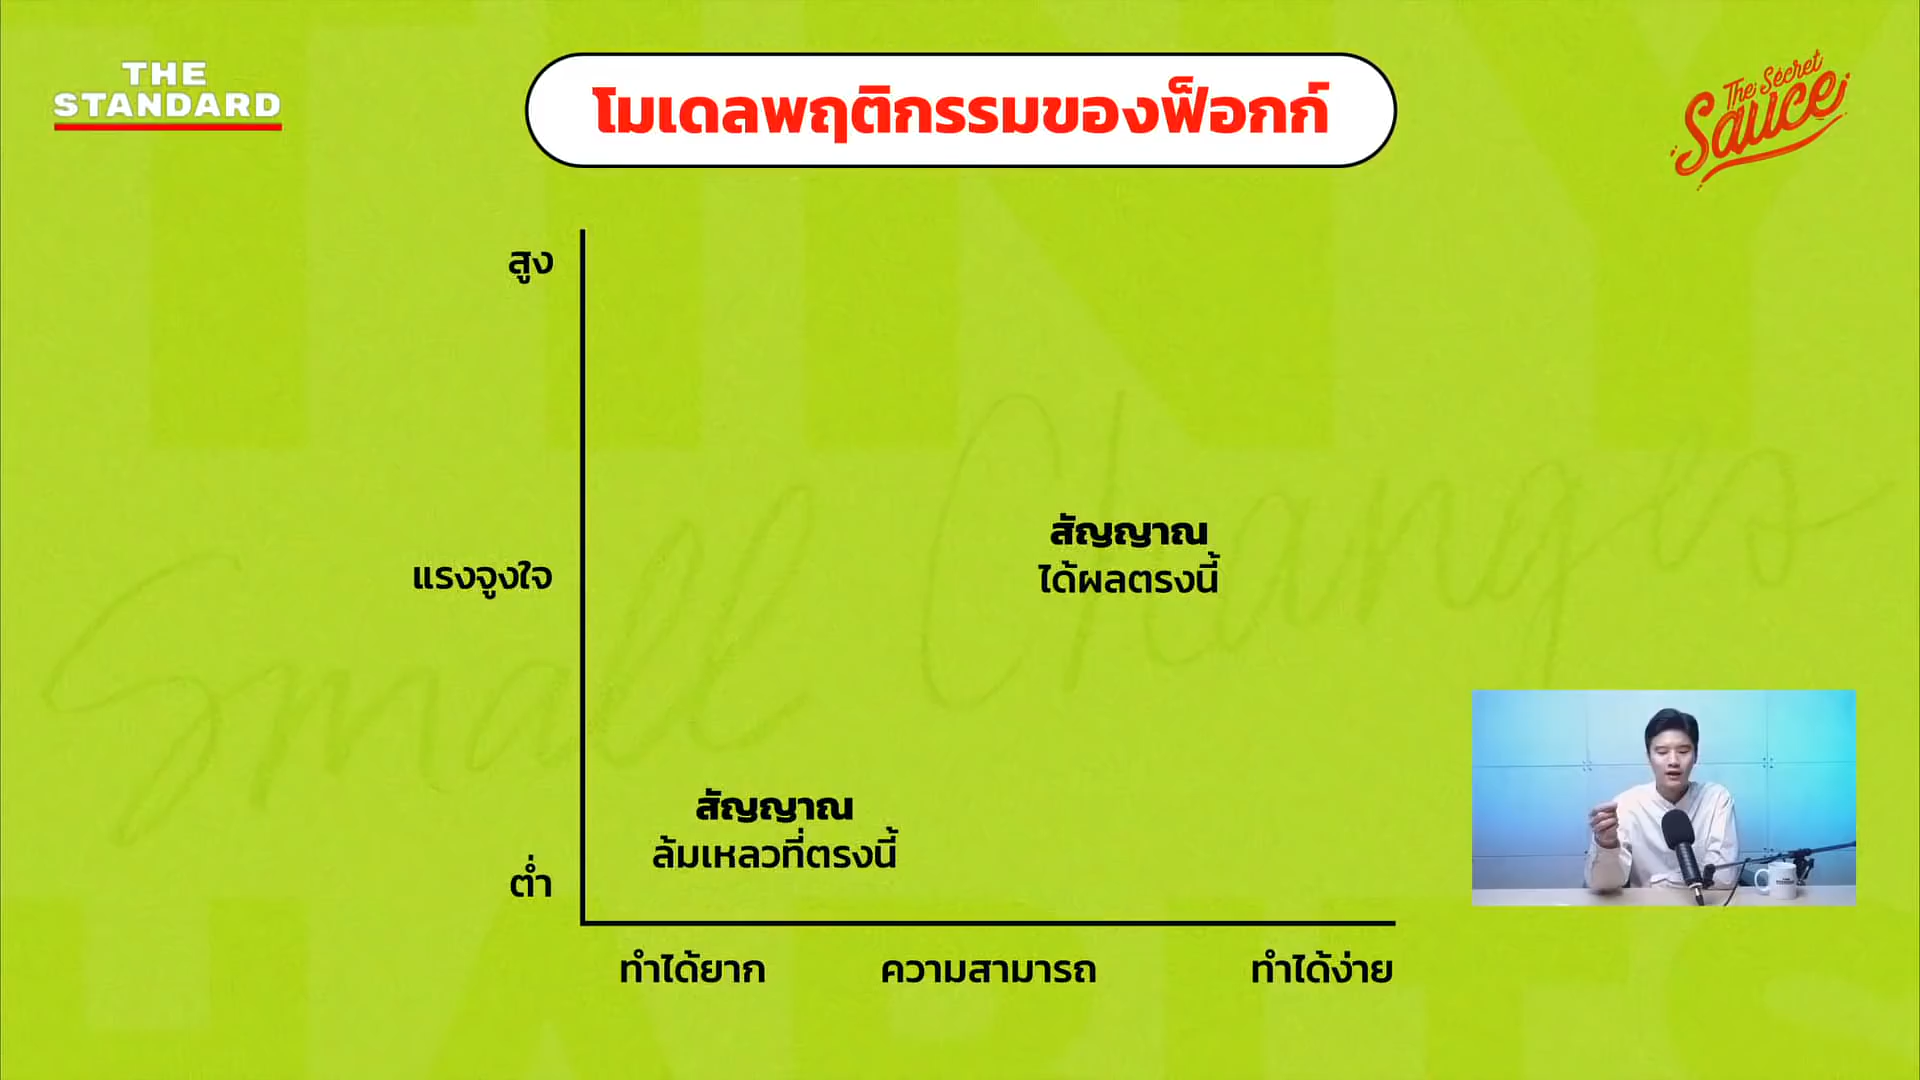 THE
STANDARD
โมเดลพฤติกรรมของฟ็อกก์
The Secret
Sauce
สูง
แรงจูงใจ
ต่ำ
สัญญาณ
ได้ผลตรงนี้
สัญญาณ
ล้มเหลวที่ตรงนี้
ทำได้ยาก
ความสามารถ
ทำได้ง่าย
TINY
Small Changes
HABITS